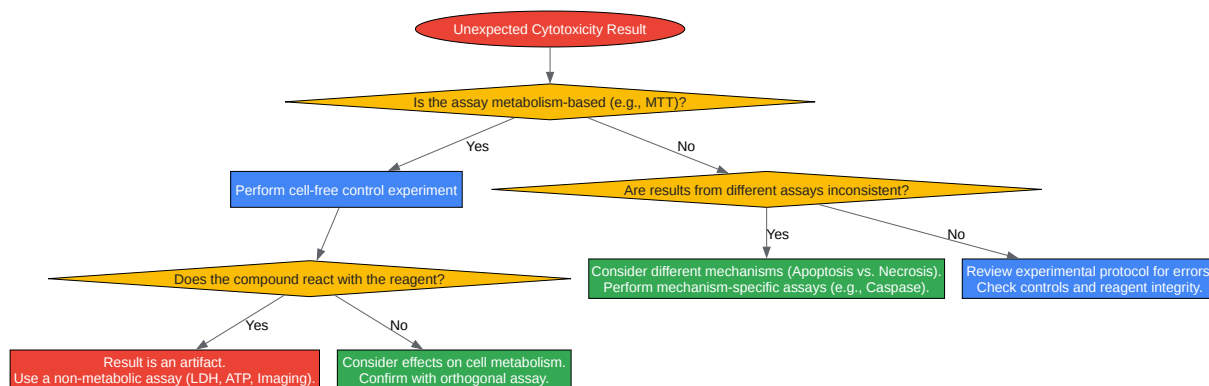 Unexpected Cytotoxicity Result
Is the assay metabolism-based (e.g., MTT)?
Yes
No
Perform cell-free control experiment
Are results from different assays inconsistent?
Yes
No
Does the compound react with the reagent?
Consider different mechanisms (Apoptosis vs. Necrosis).
Perform mechanism-specific assays (e.g., Caspase).
Review experimental protocol for errors
Check controls and reagent integrity.
Yes
No
Result is an artifact.
Use a non-metabolic assay (LDH, ATP, Imaging).
Consider effects on cell metabolism.
Confirm with orthogonal assay.